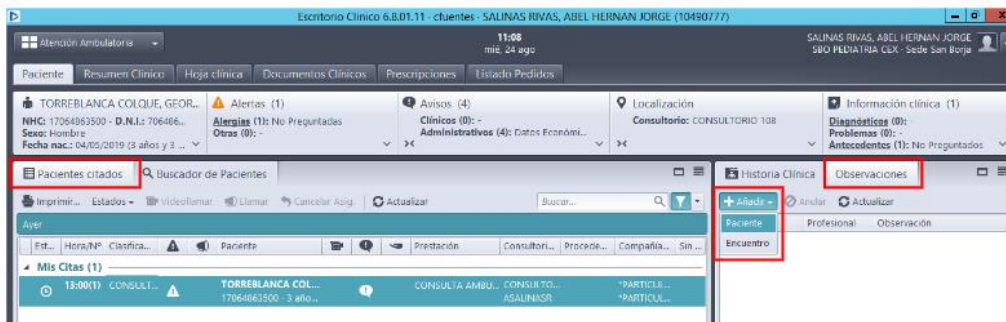 Escritorio Clinico 6.8.01.11 - cfuentes - SALINAS RIVAS, ABEL HERNAN JORGE (10490777)
Atención Ambulatoria
11:08
mié, 24 ago
SALINAS RIVAS, ABEL HERNAN JORGE
SBO PEDIATRIA CEX - Sede San Borja
Paciente Resumen Clínico Hoja clínica Documentos Clínicos Prescripciones Listado Pedidos
TORREBLANCA COLQUE, GEOR... Alertas (1) Avisos (4) Localización Información clínica (1)
NHC: 17064863500 - D.N.I.: 706486... Alergias (1): No Preguntadas Clínicos (0): - Consultorio: CONSULTORIO 108 Diagnósticos (0): -
Sexo: Hombre Otras (0): - Administrativos (4): Datos Económi... Problemas (0): -
Fecha nac.: 04/05/2019 (3 años y 3 ... Antecedentes (1): No Preguntados
Pacientes citados Buscador de Pacientes Historia Clínica Observaciones
Imprimir... Estados Videollamar Llamar Cancelar Asig. Actualizar Buscar... + Añadir Anular Actualizar
Ayer Paciente Profesional Observación
Est... Hora/Nº Clasifica... Paciente Prestación Consultori... Procede... Compañía... Sin ... Encuentro
Mis Citas (1)
13:00(1) CONSULT... TORREBLANCA COL... CONSULTA AMBU... CONSULTO... *PARTICUL...
17064863500 - 3 año... ASALINASR *PARTICUL...